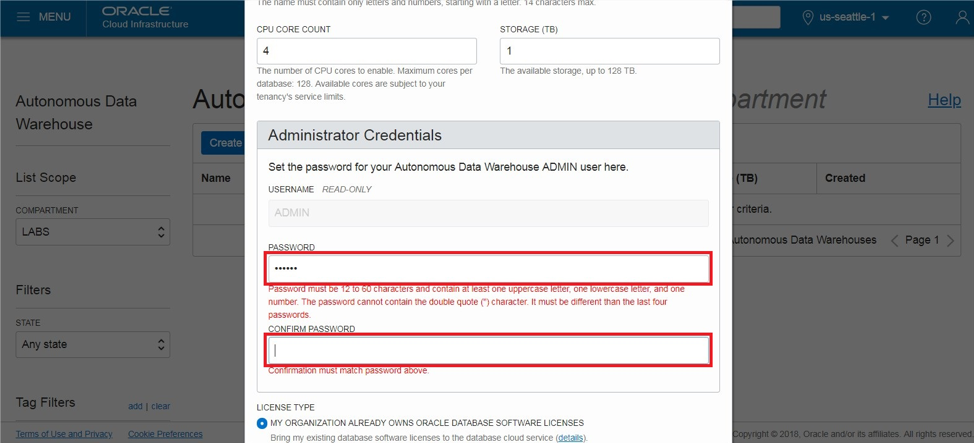 The name must contain only letters and numbers, starting with a letter. 14 characters max.
MENU
ORACLE
Cloud Infrastructure
us-seattle-1
CPU CORE COUNT
STORAGE (TB)
4
1
The number of CPU cores to enable. Maximum cores per
database: 128. Available cores are subject to your
tenancy's service limits.
The available storage, up to 128 TB.
Autonomous Data
Warehouse
Auto
partment
Help
Create
Administrator Credentials
Set the password for your Autonomous Data Warehouse ADMIN user here.
Name
(TB)
Created
List Scope
USERNAME READ-ONLY
ADMIN
COMPARTMENT
LABS
criteria.
Autonomous Data Warehouses
Page 1
PASSWORD
••••••
Password must be 12 to 60 characters and contain at least one uppercase letter, one lowercase letter, and one
number. The password cannot contain the double quote (") character. It must be different than the last four
passwords.
Filters
STATE
Any state
CONFIRM PASSWORD
Confirmation must match password above.
Tag Filters
add | clear
LICENSE TYPE
MY ORGANIZATION ALREADY OWNS ORACLE DATABASE SOFTWARE LICENSES
Bring my existing database software licenses to the database cloud service (details).
Terms of Use and Privacy
Cookie Preferences
Copyright © 2018, Oracle and/or its affiliates. All rights reserved.